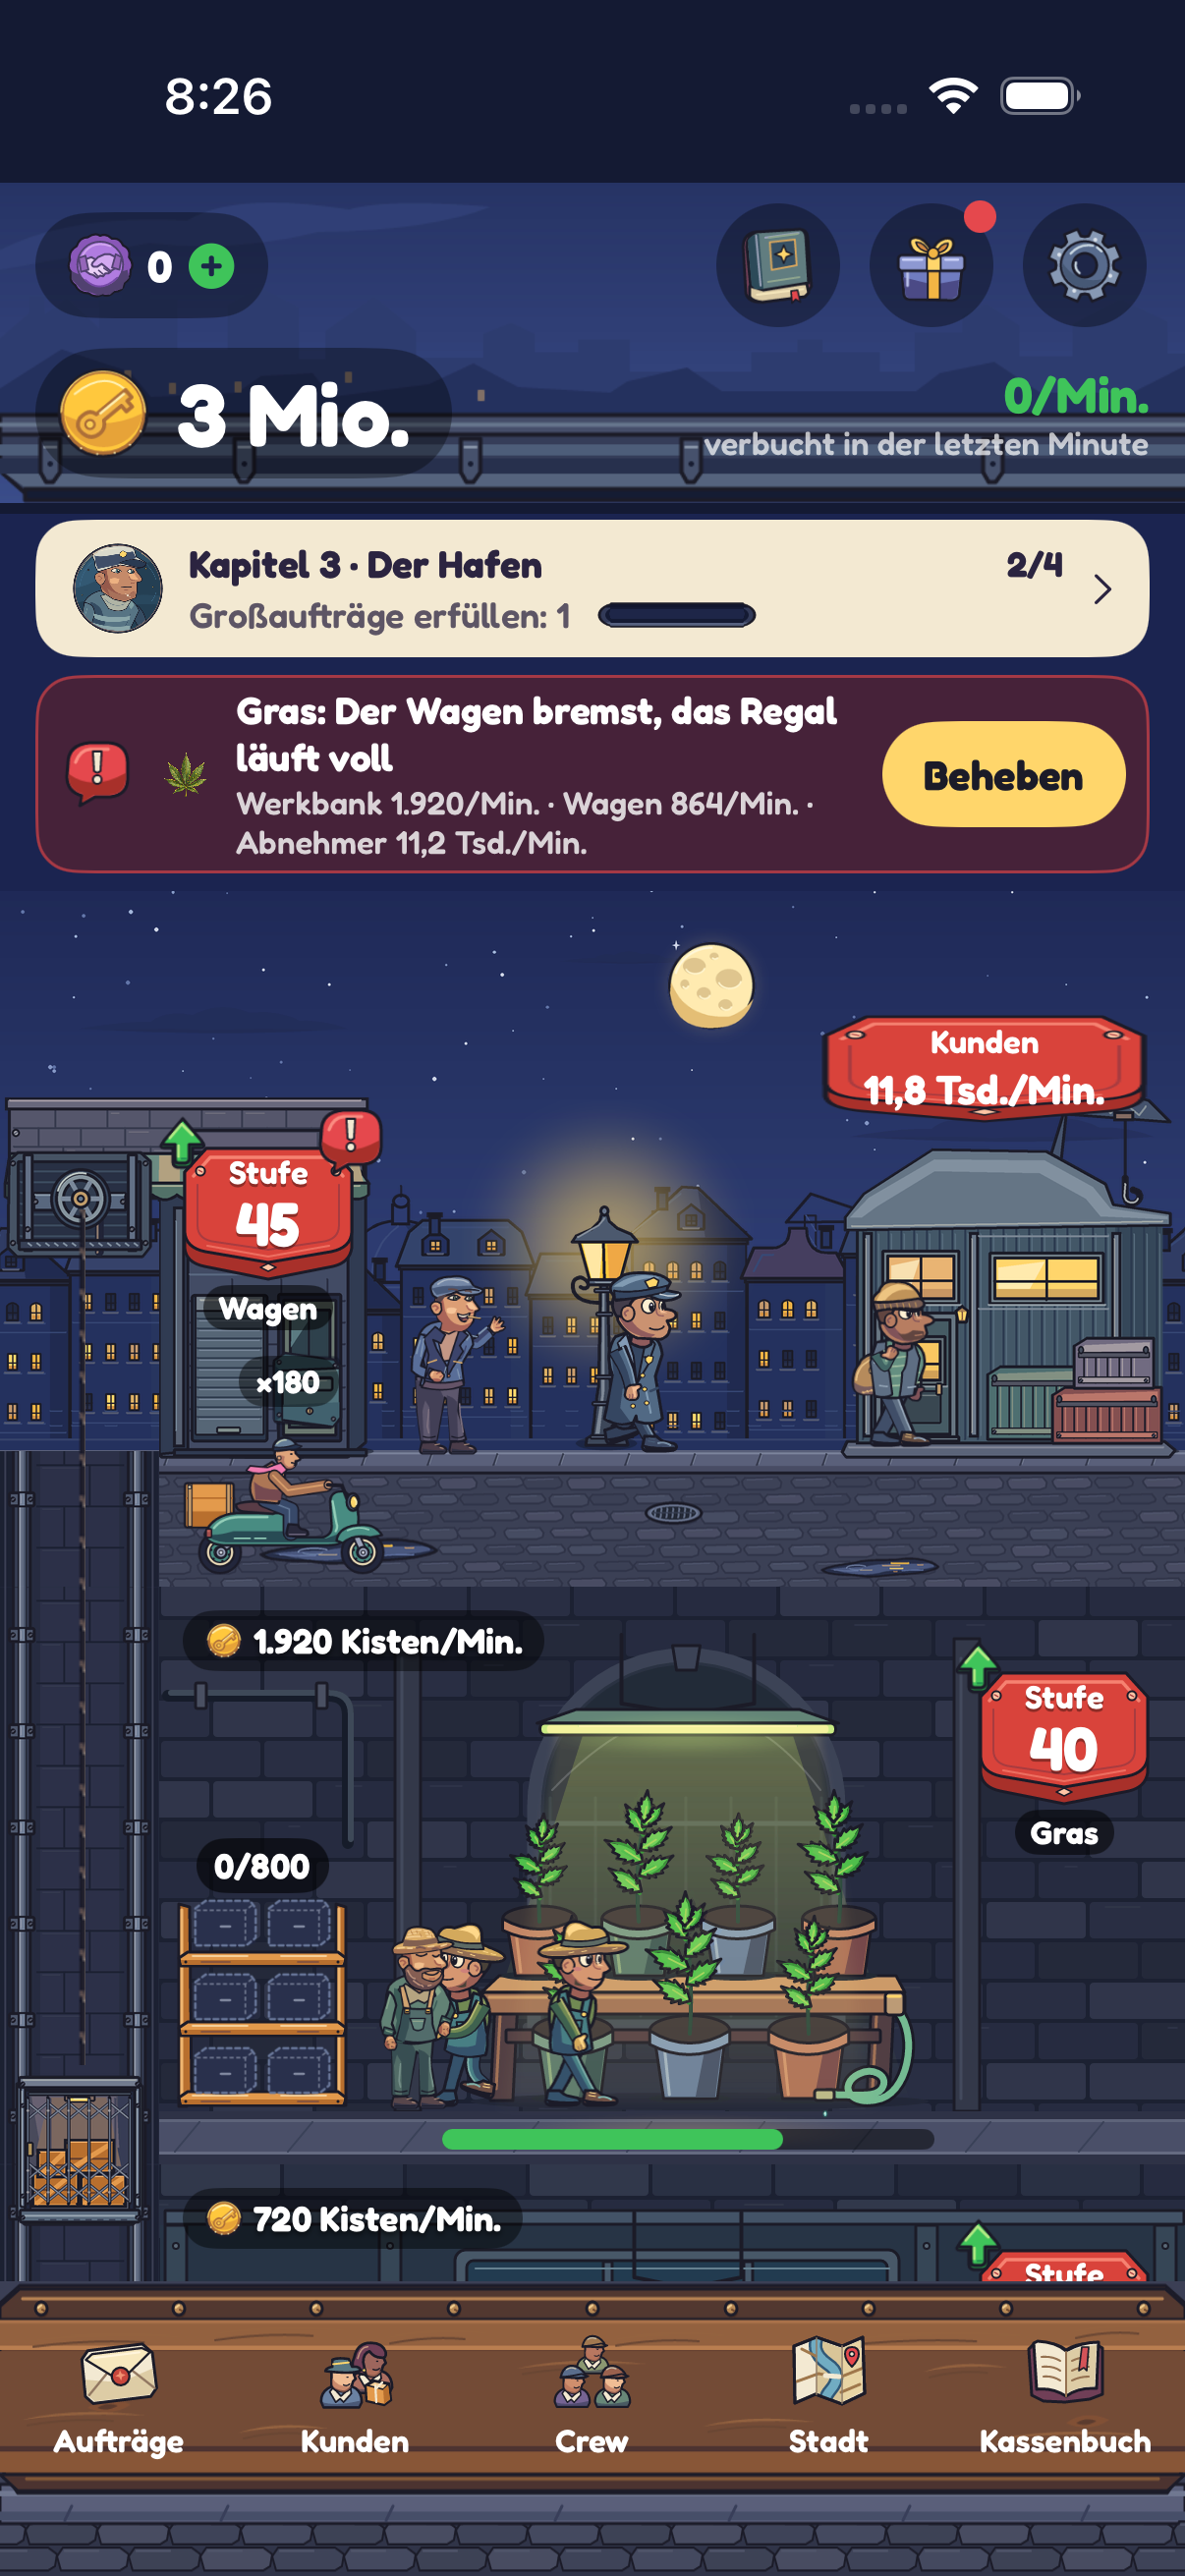 8:26
0
3 Mio.
0/Min.
verbucht in der letzten Minute
Kapitel 3 · Der Hafen
2/4
Großaufträge erfüllen: 1
Gras: Der Wagen bremst, das Regal
läuft voll
Werkbank 1.920/Min. · Wagen 864/Min. ·
Abnehmer 11,2 Tsd./Min.
Beheben
Kunden
11,8 Tsd./Min.
Stufe
45
Wagen
×180
1.920 Kisten/Min.
Stufe
40
Gras
0/800
720 Kisten/Min.
Stufe
Aufträge
Kunden
Crew
Stadt
Kassenbuch